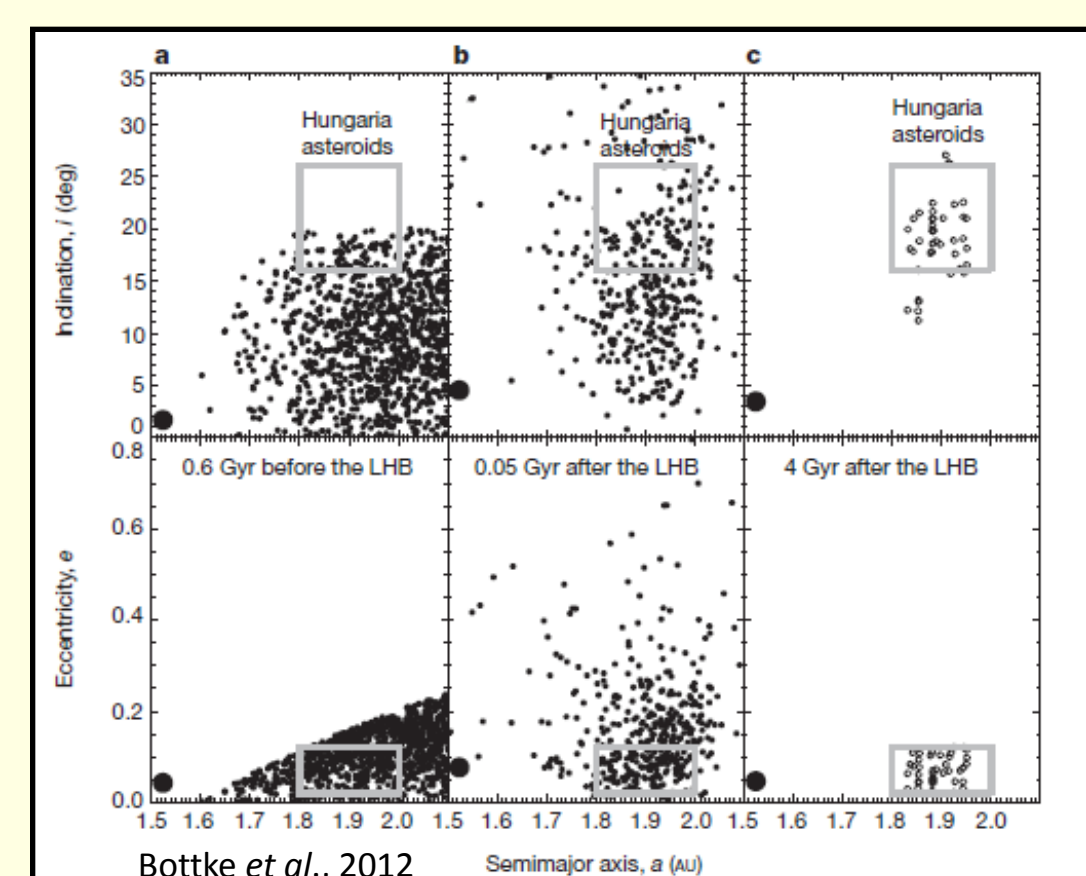 a b c
35
30
25
20
15
10
5
0
Inclination, i (deg)
Hungaria
asteroids
Hungaria
asteroids
Hungaria
asteroids
0.8
0.6
0.4
0.2
0.0
Eccentricity, e
0.6 Gyr before the LHB
0.05 Gyr after the LHB
4 Gyr after the LHB
1.5 1.6 1.7 1.8 1.9 2.0 1.5 1.6 1.7 1.8 1.9 2.0 1.5 1.6 1.7 1.8 1.9 2.0
Semimajor axis, a (AU)
Bottke et al., 2012